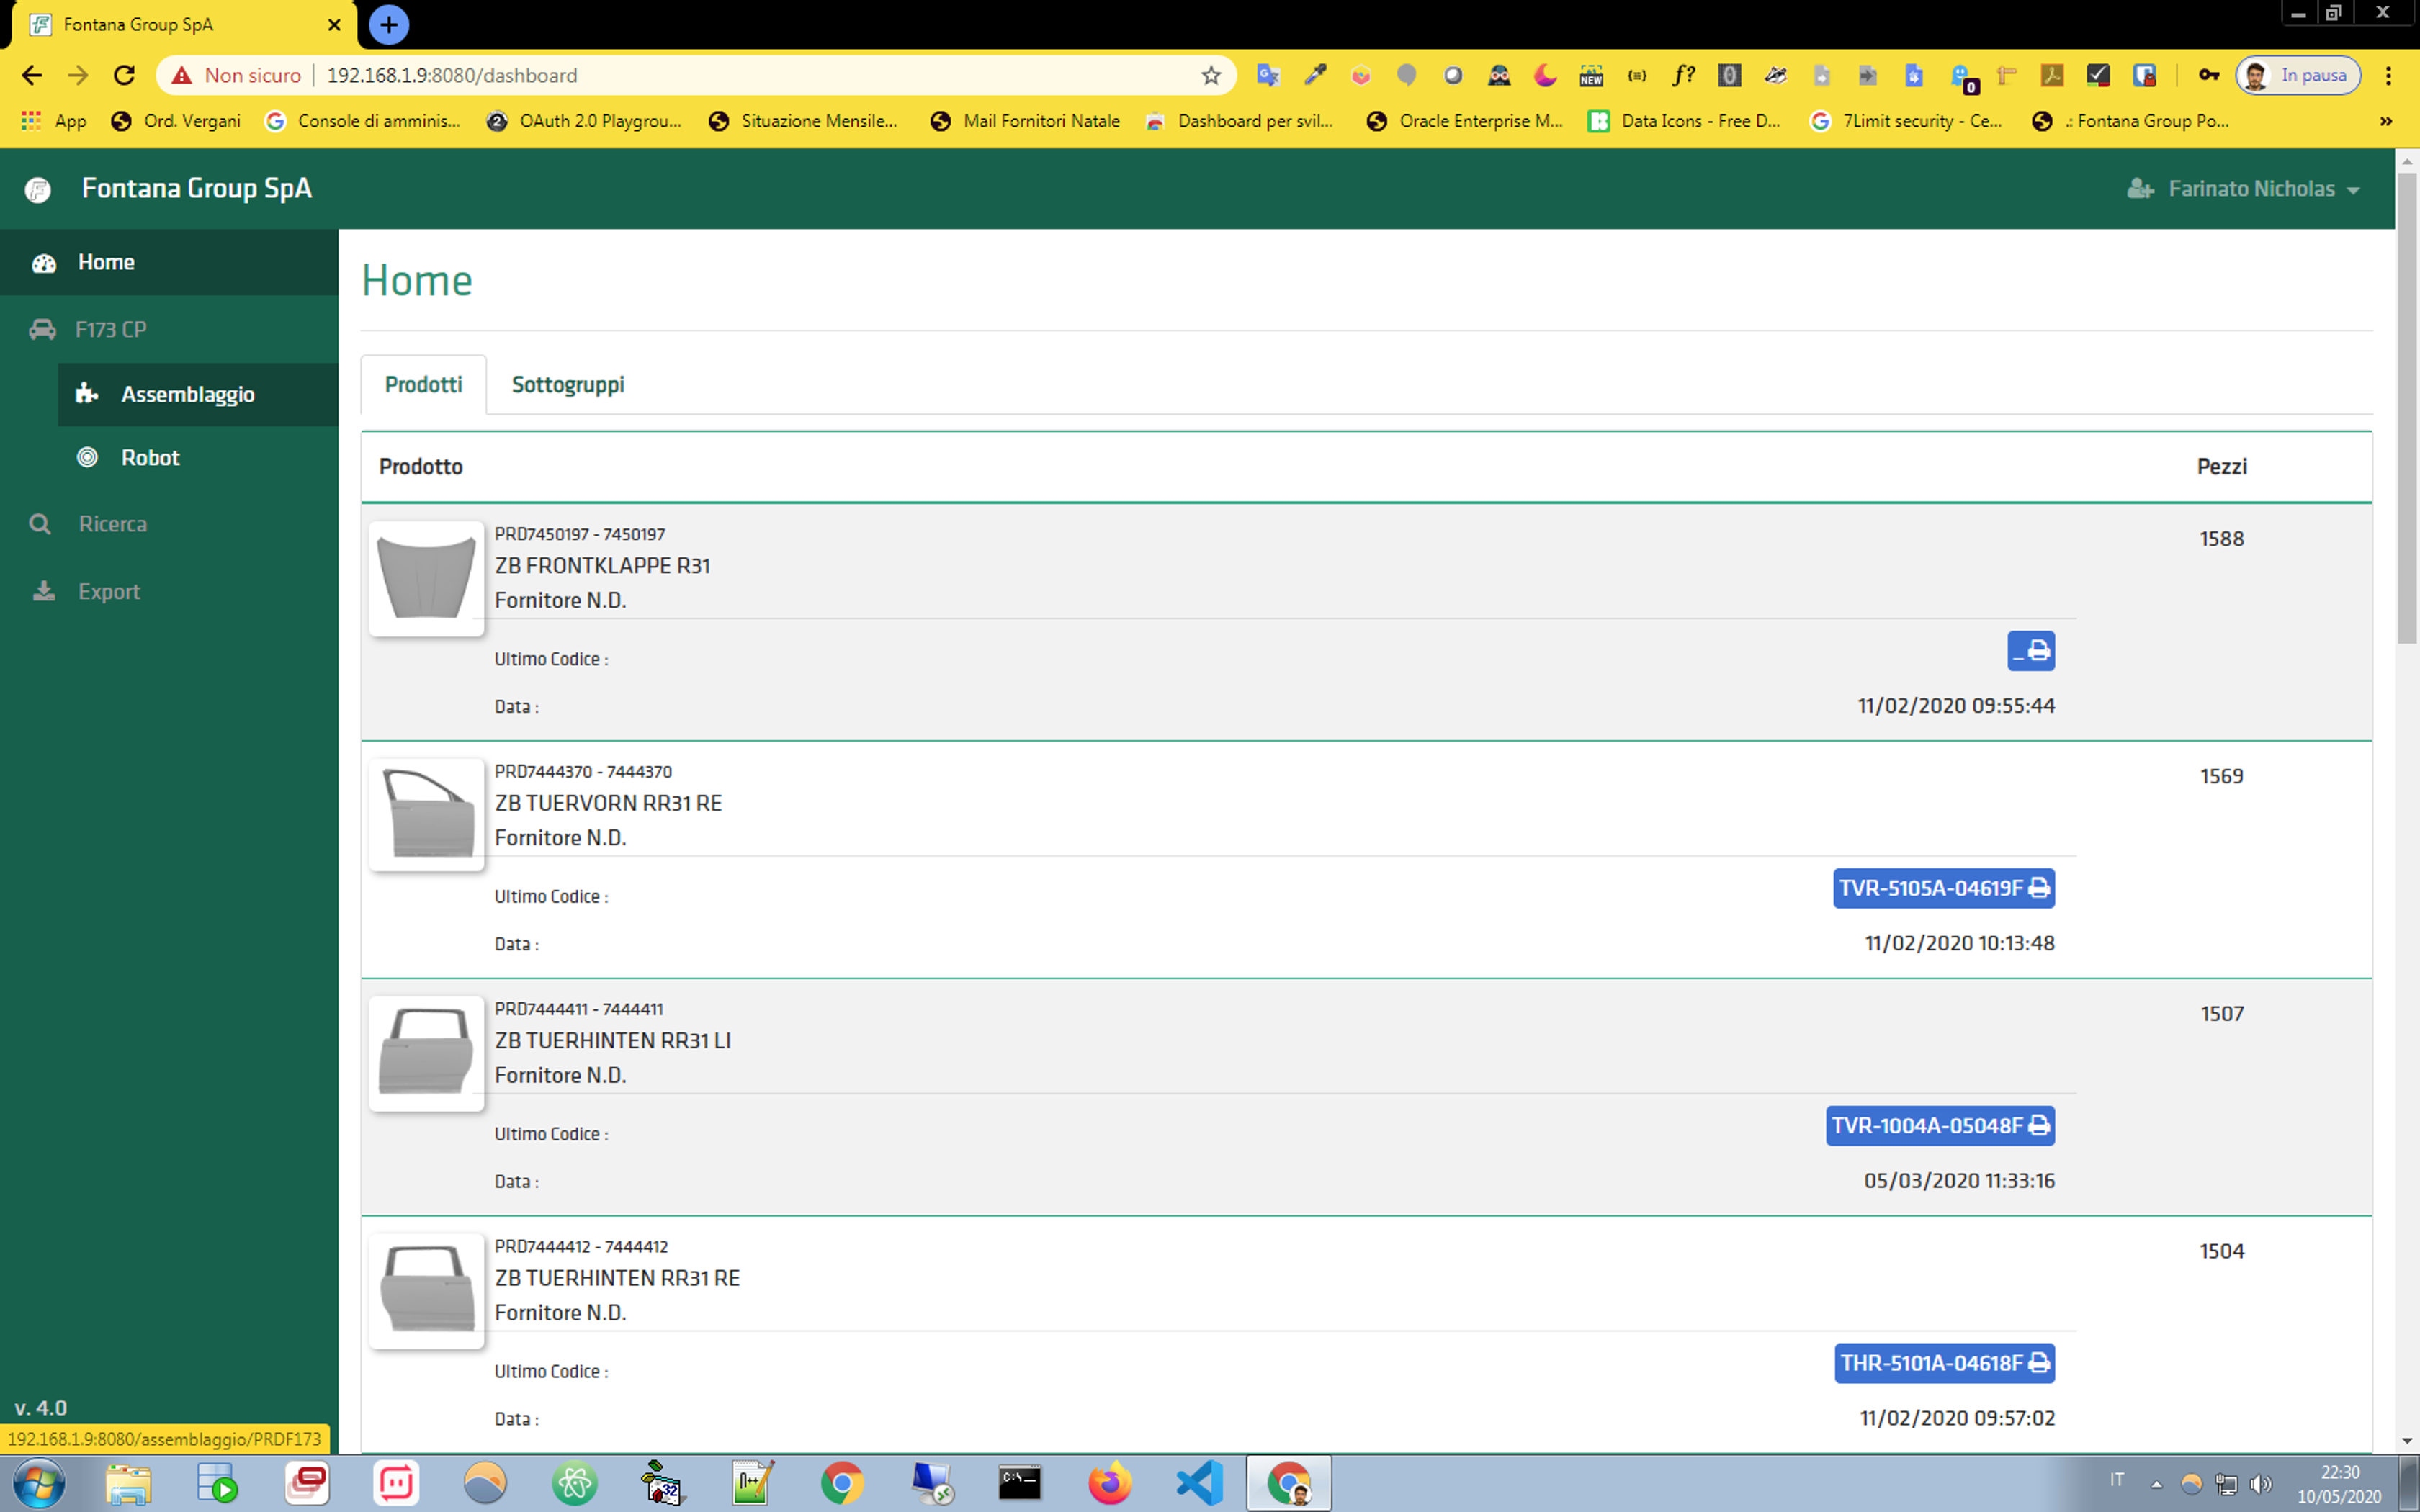 Fontana Group SpA
Non sicuro
192.168.1.9:8080/dashboard
NEW
{=}
f?
0
In pausa
App
Ord. Vergani
Console di amminis...
OAuth 2.0 Playgrou...
Situazione Mensile...
Mail Fornitori Natale
Dashboard per svil...
Oracle Enterprise M...
Data Icons - Free D...
7Limit security - Ce...
.: Fontana Group Po...
»
Fontana Group SpA
Farinato Nicholas
Home
F173 CP
Assemblaggio
Robot
Ricerca
Export
Home
Prodotti
Sottogruppi
Prodotto
Pezzi
PRD7450197 - 7450197
ZB FRONTKLAPPE R31
Fornitore N.D.
1588
Ultimo Codice :
_
Data :
11/02/2020 09:55:44
PRD7444370 - 7444370
ZB TUERVORN RR31 RE
Fornitore N.D.
1569
Ultimo Codice :
TVR-5105A-04619F
Data :
11/02/2020 10:13:48
PRD7444411 - 7444411
ZB TUERHINTEN RR31 LI
Fornitore N.D.
1507
Ultimo Codice :
TVR-1004A-05048F
Data :
05/03/2020 11:33:16
PRD7444412 - 7444412
ZB TUERHINTEN RR31 RE
Fornitore N.D.
1504
Ultimo Codice :
THR-5101A-04618F
Data :
11/02/2020 09:57:02
v. 4.0
192.168.1.9:8080/assemblaggio/PRDF173
32
IT
22:30
10/05/2020